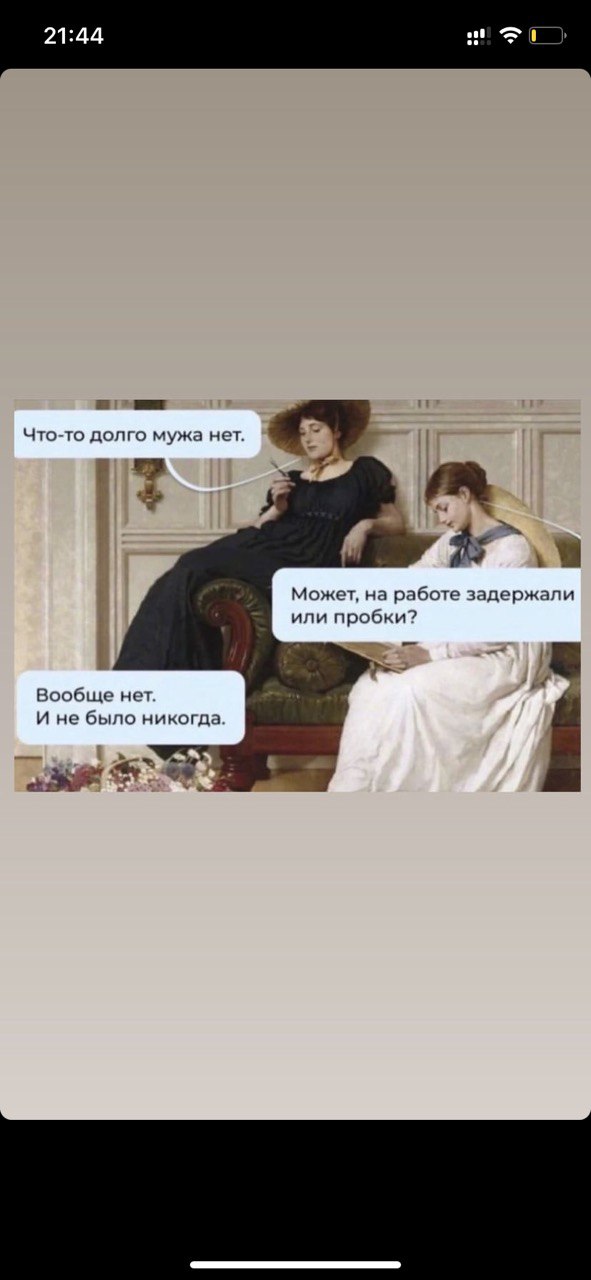 21:44
Что-то долго мужа нет.
Может, на работе задержали
или пробки?
Вообще нет.
И не было никогда.